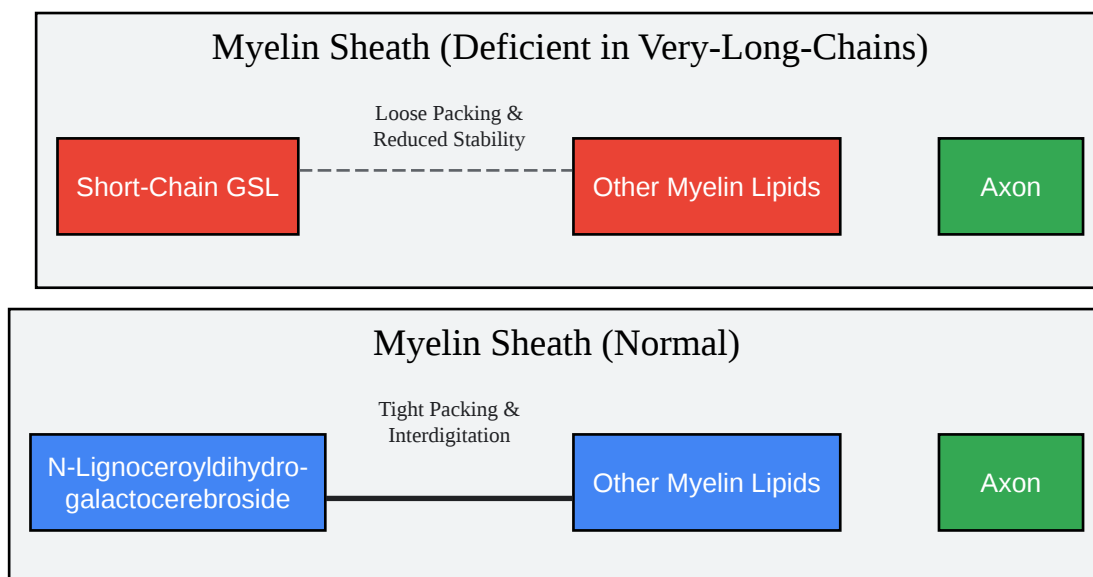 Myelin Sheath (Deficient in Very-Long-Chains)
Loose Packing &
Reduced Stability
Short-Chain GSL
Other Myelin Lipids
Axon
Myelin Sheath (Normal)
Tight Packing &
Interdigitation
N-Lignoceroyldihydro-
galactocerebroside
Other Myelin Lipids
Axon